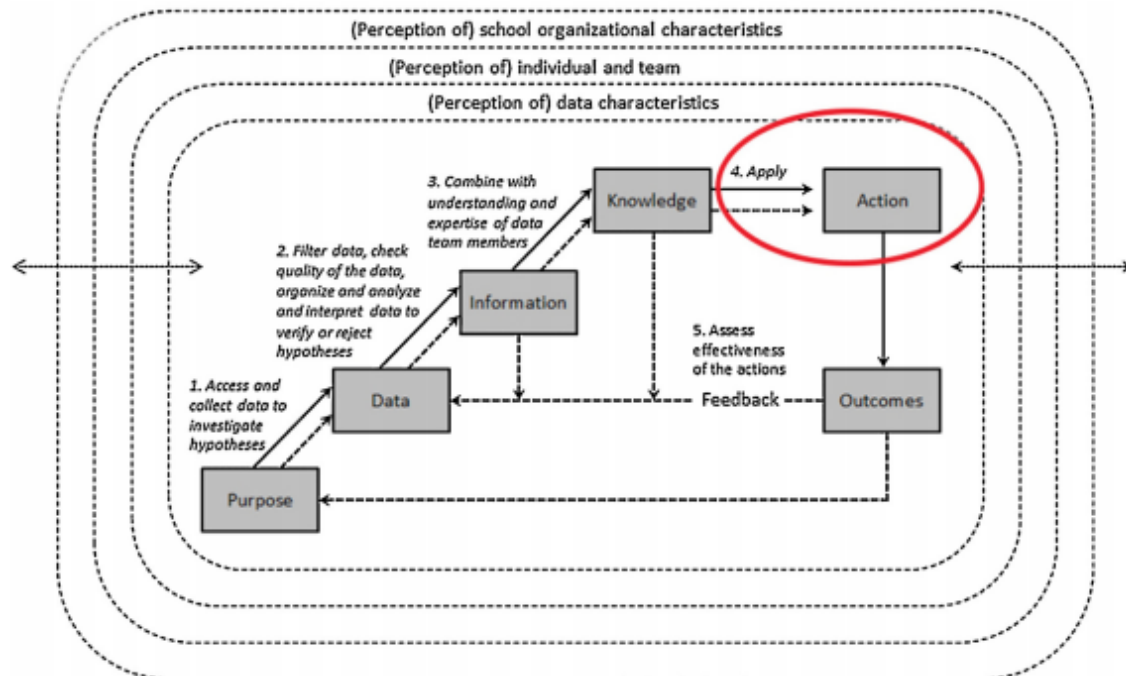 (Perception of) school organizational characteristics
(Perception of) individual and team
(Perception of) data characteristics
3. Combine with
understanding and
expertise of data
team members
4. Apply
Knowledge
Action
2. Filter data, check
quality of the data,
organize and analyze
and interpret data to
verify or reject
hypotheses
Information
5. Assess
effectiveness
of the actions
1. Access and
collect data to
investigate
hypotheses
Data
Feedback
Outcomes
Purpose